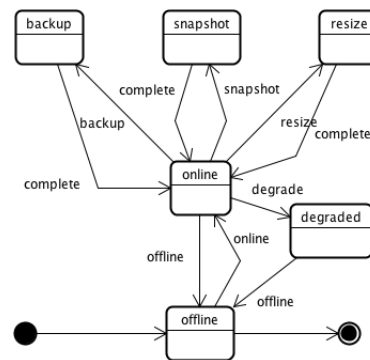 backup
snapshot
resize
complete
snapshot
backup
resize
complete
complete
online
degrade
degraded
offline
online
offline
offline